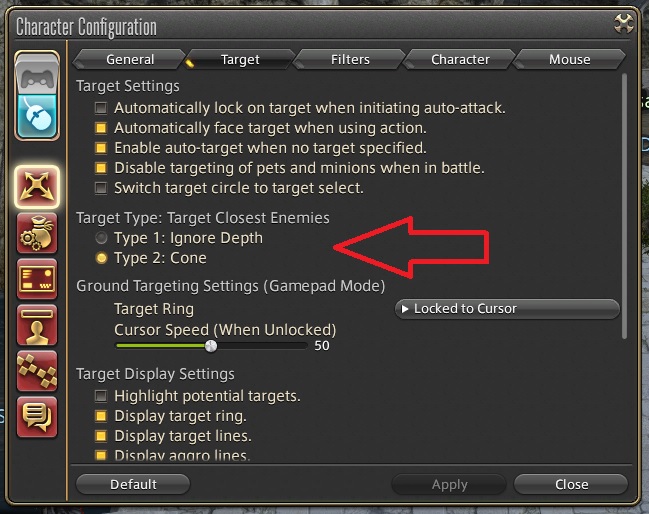 Character Configuration
General Target Filters Character Mouse
Target Settings
Automatically lock on target when initiating auto-attack.
Automatically face target when using action.
Enable auto-target when no target specified.
Disable targeting of pets and minions when in battle.
Switch target circle to target select.
Target Type: Target Closest Enemies
Type 1: Ignore Depth
Type 2: Cone
Ground Targeting Settings (Gamepad Mode)
Target Ring Locked to Cursor
Cursor Speed (When Unlocked)
50
Target Display Settings
Highlight potential targets.
Display target ring.
Display target lines.
Display aggro lines.
Default Apply Close